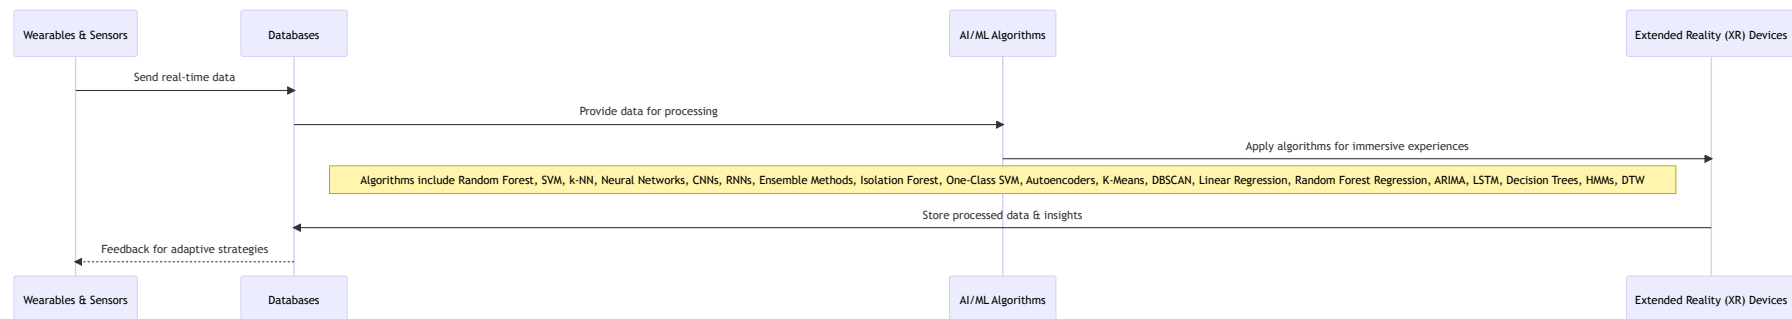 Wearables & Sensors
Databases
AI/ML Algorithms
Extended Reality (XR) Devices
Send real-time data
Provide data for processing
Apply algorithms for immersive experiences
Algorithms include Random Forest, SVM, k-NN, Neural Networks, CNNs, RNNs, Ensemble Methods, Isolation Forest, One-Class SVM, Autoencoders, K-Means, DBSCAN, Linear Regression, Random Forest Regression, ARIMA, LSTM, Decision Trees, HMMs, DTW
Store processed data & insights
Feedback for adaptive strategies
Wearables & Sensors
Databases
AI/ML Algorithms
Extended Reality (XR) Devices